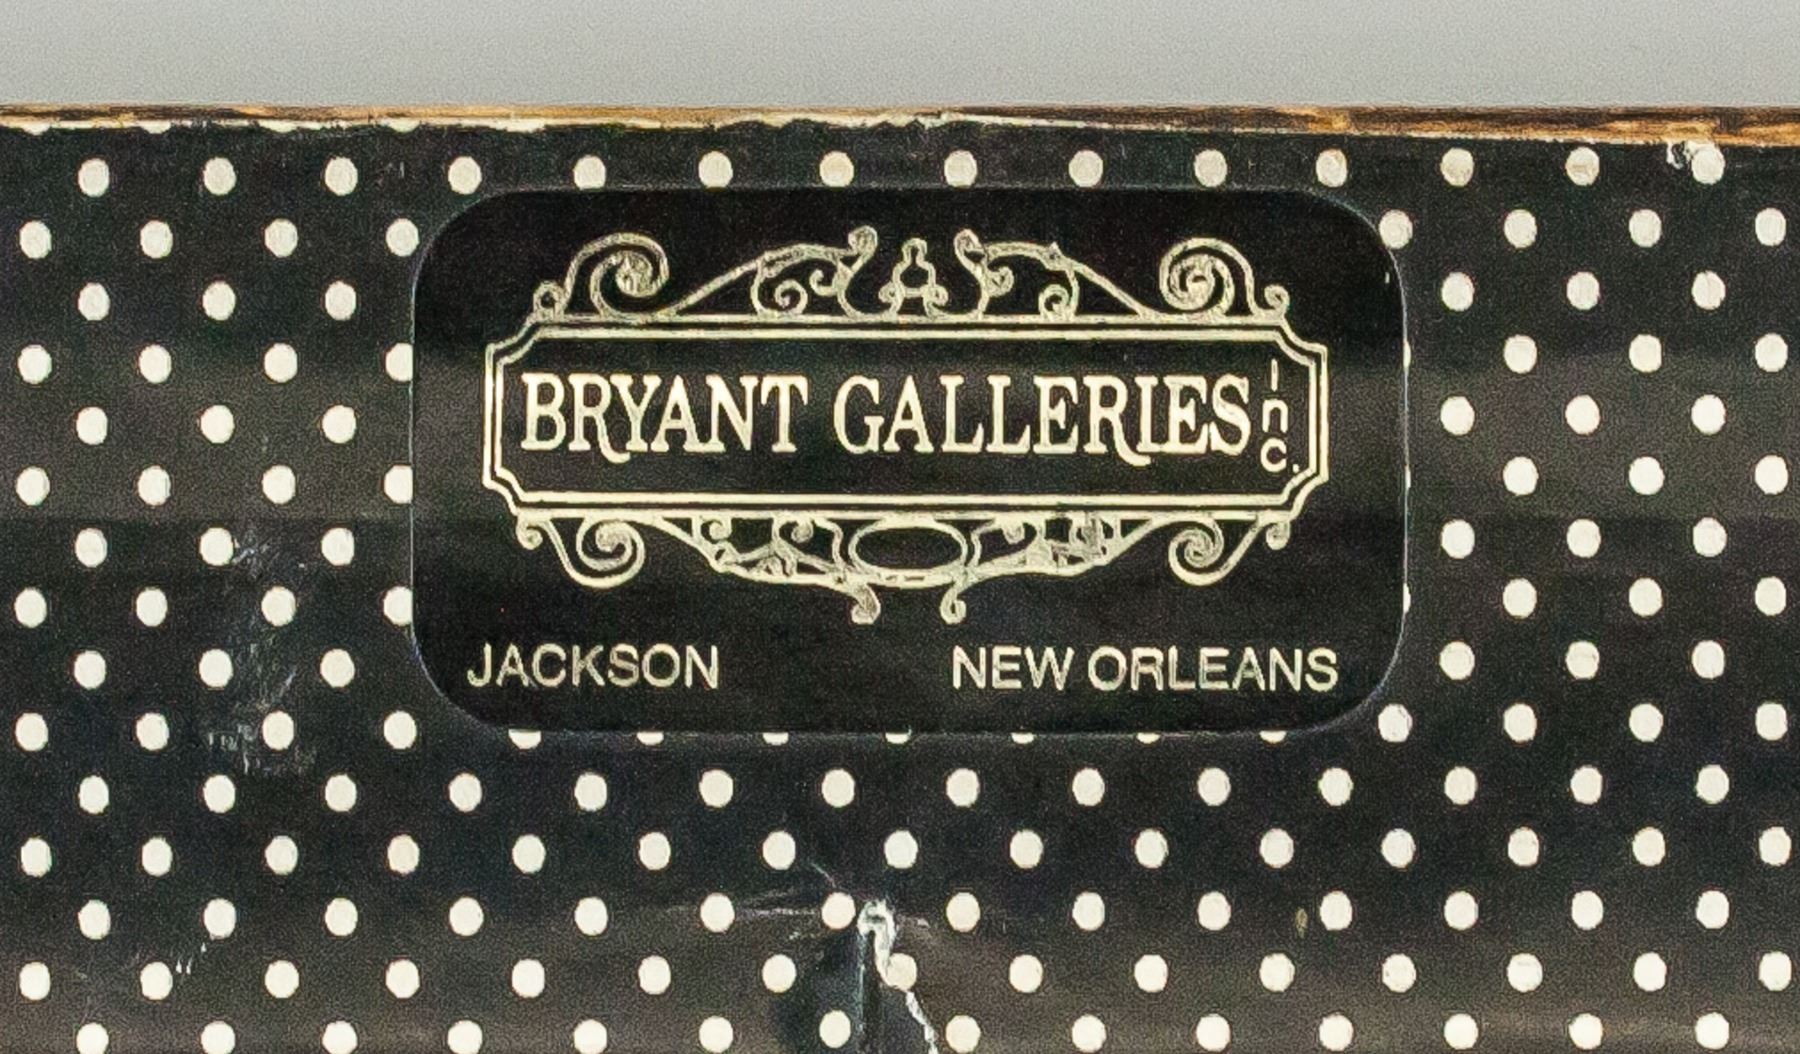 BRYANT GALLERIES inc.
JACKSON NEW ORLEANS